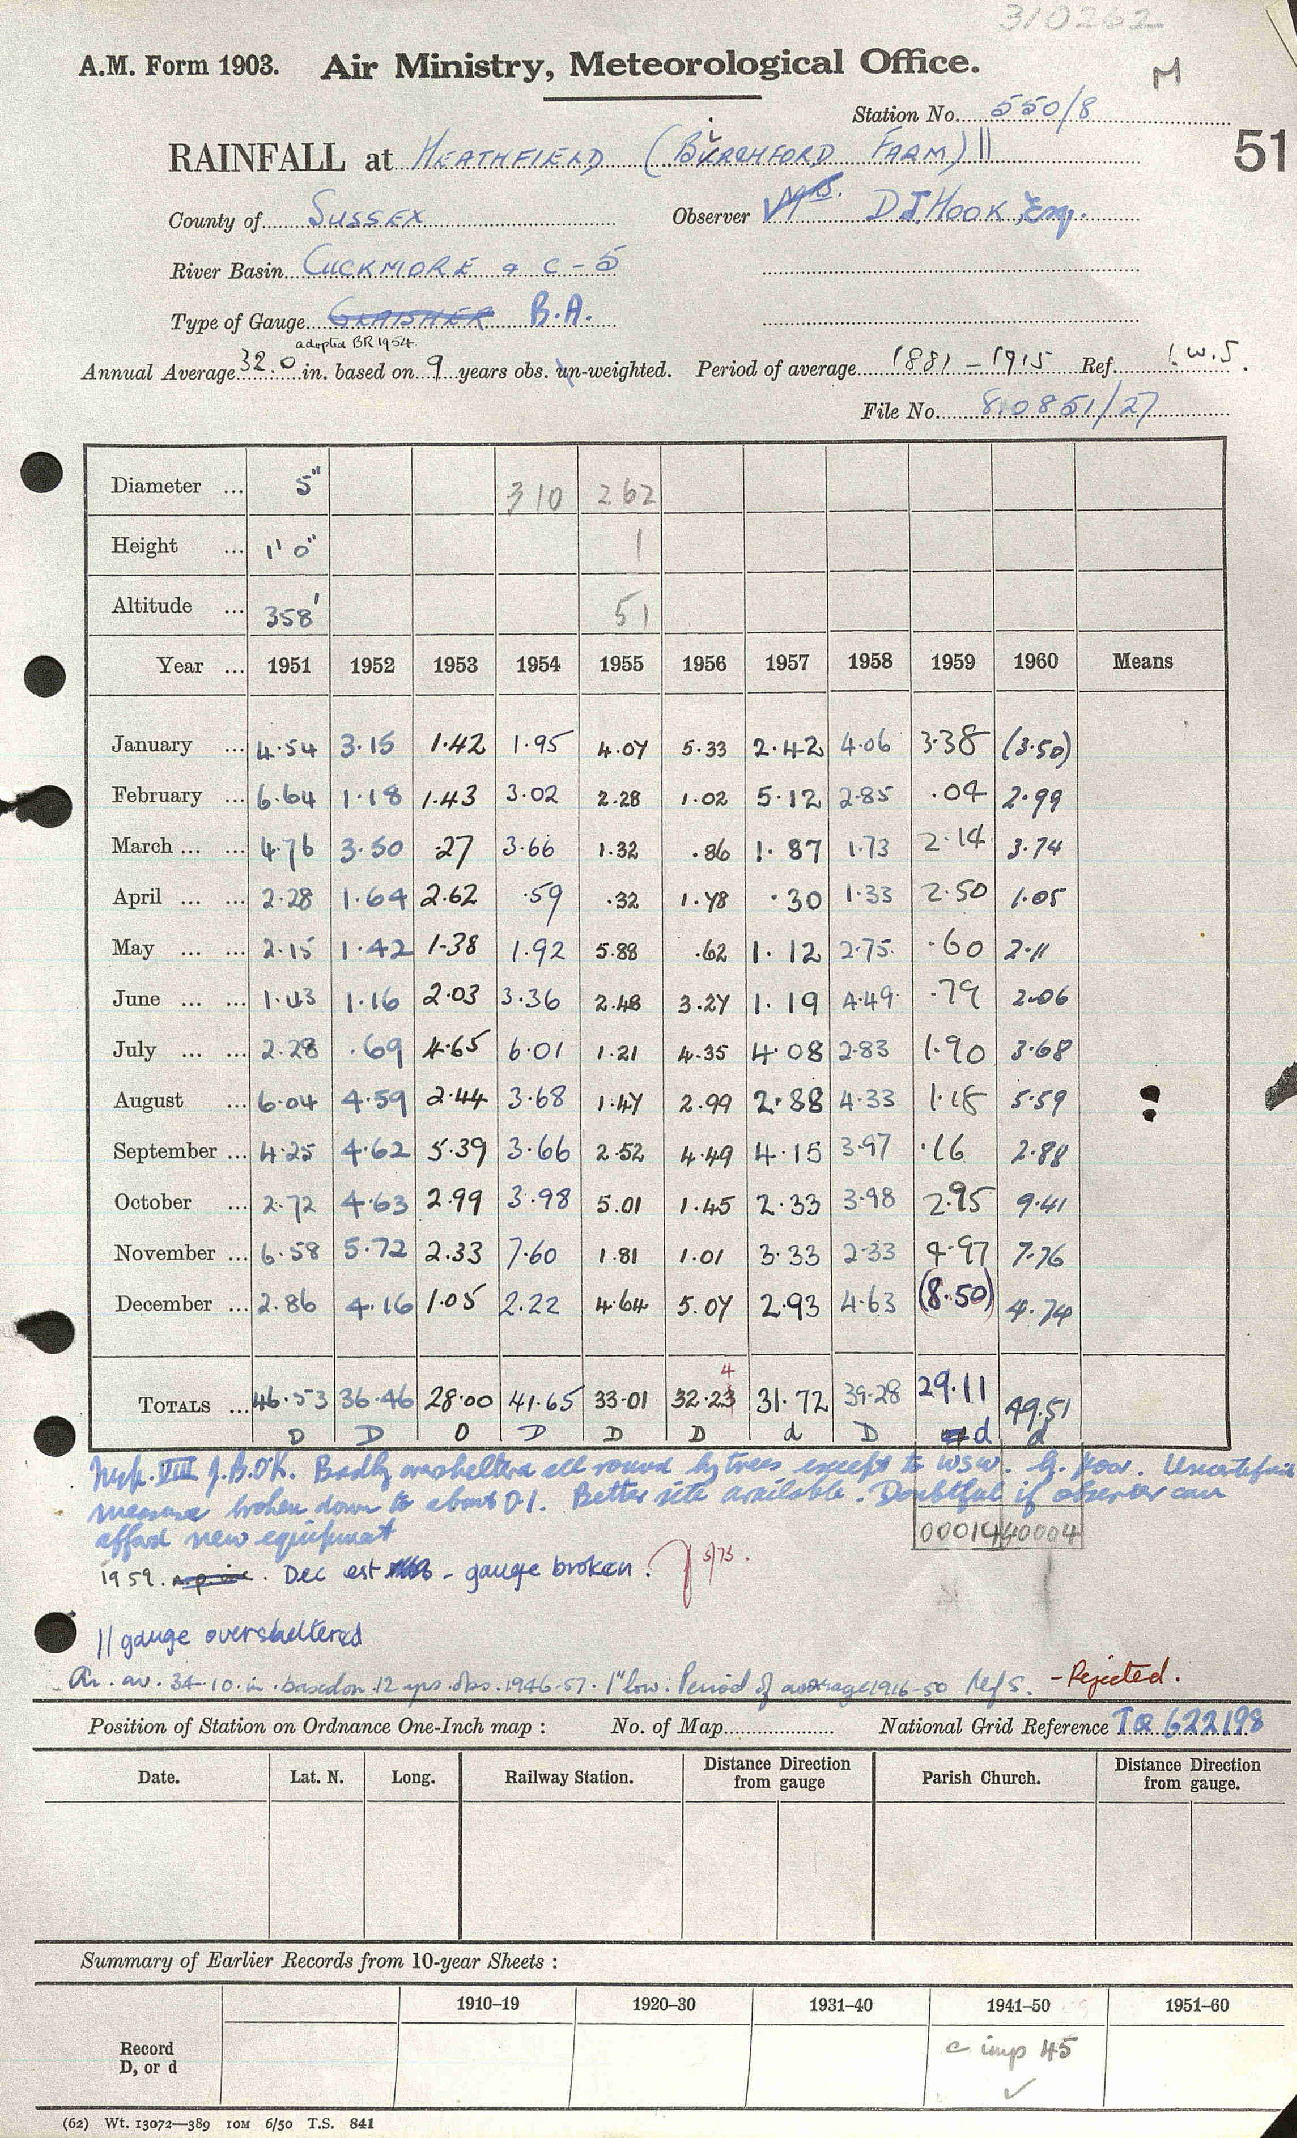 310262
A.M. Form 1903. Air Ministry, Meteorological Office.
M
Station No. 550/8
51
RAINFALL at HEATHFIELD (BURCHFORD FARM) ||
County of SUSSEX Observer Mrs. D.J. HOOK, Esq.
River Basin CUCKMORE & C-5
Type of Gauge GLAISHER B.A.
adopted BR 1954.
Annual Average 32.0 in. based on 9 years obs. un-weighted. Period of average 1881-1915 Ref. I.W.5.
File No. 810851/27
Diameter ... 5" 310 262
Height ... 1' 0" 1
Altitude ... 358' 51
Year ... 1951 1952 1953 1954 1955 1956 1957 1958 1959 1960 Means
January ... 4.54 3.15 1.42 1.95 4.07 5.33 2.42 4.06 3.38 (3.50)
February ... 6.64 1.18 1.43 3.02 2.28 1.02 5.12 2.85 .04 2.99
March ... ... 4.76 3.50 .27 3.66 1.32 .86 1.87 1.73 2.14 3.74
April ... ... 2.28 1.64 2.62 .59 .32 1.78 .30 1.33 2.50 1.05
May ... ... 2.15 1.42 1.38 1.92 5.88 .62 1.12 2.75 .60 2.11
June ... ... 1.43 1.16 2.03 3.36 2.48 3.27 1.19 4.49 .79 2.06
July ... ... 2.28 .69 4.65 6.01 1.21 4.35 4.08 2.83 1.90 3.68
August ... 6.04 4.59 2.44 3.68 1.47 2.99 2.88 4.33 1.18 5.59
September ... 4.25 4.62 5.39 3.66 2.52 4.49 4.15 3.97 .16 2.88
October ... 2.72 4.63 2.99 3.98 5.01 1.45 2.33 3.98 2.95 9.41
November ... 6.58 5.72 2.33 7.60 1.81 1.01 3.33 2.33 4.97 7.76
December ... 2.86 4.16 1.05 2.22 4.64 5.07 2.93 4.63 (8.50) 4.74
4
TOTALS ... 46.53 36.46 28.00 41.65 33.01 32.23 31.72 39.28 29.11 49.51
D D D D D D d D d d
Insp. VIII J.B.OK. Badly oversheltered all round by trees except to WSW. G. poor. Uncertified
measure broken down to about 0.1. Better site available. Doubtful if observer can
afford new equipment
00019440004
1959. Dec est - gauge broken. 5/73.
|| gauge oversheltered
An. av. 34.10 in. based on 12 yrs obs. 1946-57. 1" low. Period of average 1916-50 Ref S. - Rejected.
Position of Station on Ordnance One-Inch map : No. of Map National Grid Reference TQ 622198
Date. Lat. N. Long. Railway Station. Distance from gauge Direction Parish Church. Distance from gauge. Direction
Summary of Earlier Records from 10-year Sheets :
1910–19 1920–30 1931–40 1941–50 1951–60
Record
D, or d
c imp 45
✓
(62) Wt. 13072—389 10M 6/50 T.S. 841